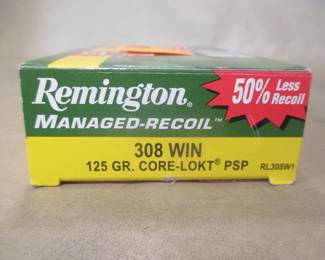 Remington®
MANAGED-RECOIL™
50% Less
Recoil
308 WIN
125 GR. CORE-LOKT® PSP
RL308W1